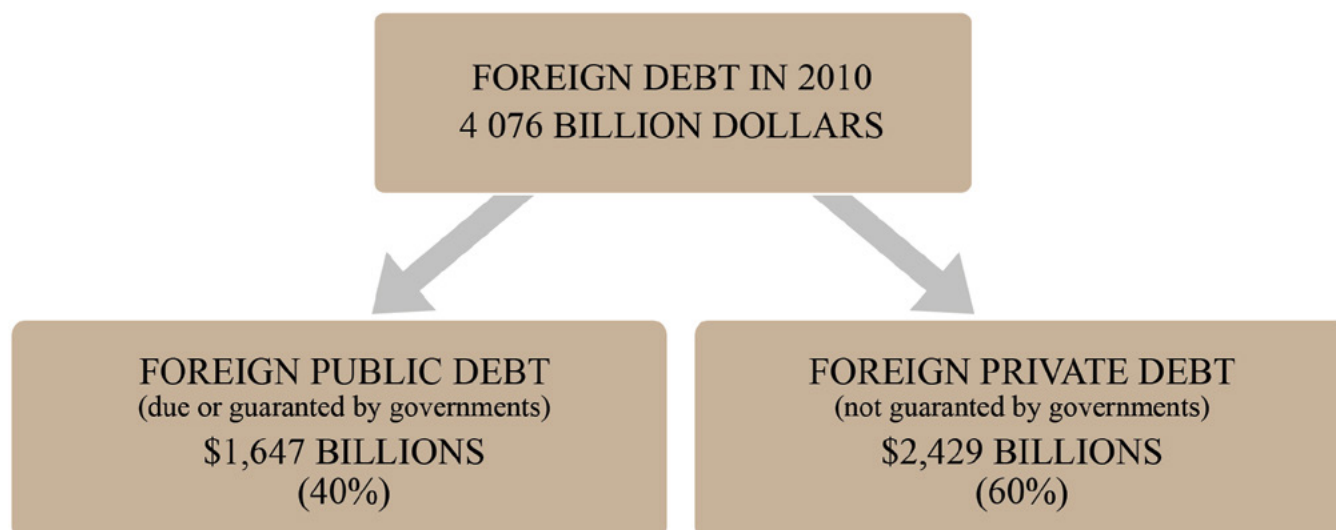 FOREIGN DEBT IN 2010
4 076 BILLION DOLLARS
FOREIGN PUBLIC DEBT
(due or guaranted by governments)
$1,647 BILLIONS
(40%)
FOREIGN PRIVATE DEBT
(not guaranted by governments)
$2,429 BILLIONS
(60%)